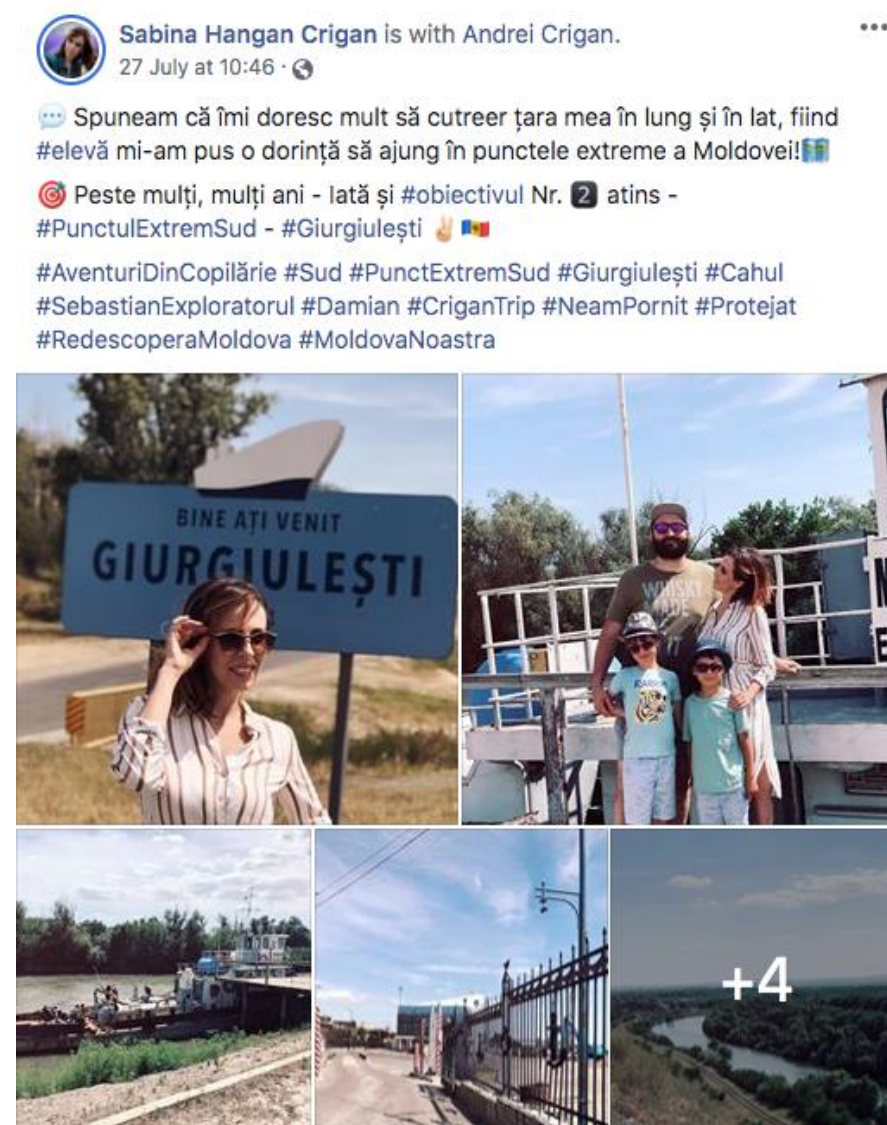 Sabina Hangan Crigan is with Andrei Crigan.
27 July at 10:46 ·
Spuneam că îmi doresc mult să cutreer țara mea în lung și în lat, fiind
#elevă mi-am pus o dorință să ajung în punctele extreme a Moldovei!
Peste mulți, mulți ani - Iată și #obiectivul Nr. 2 atins -
#PunctulExtremSud - #Giurgiulești
#AventuriDinCopilărie #Sud #PunctExtremSud #Giurgiulești #Cahul
#SebastianExploratorul #Damian #CriganTrip #NeamPornit #Protejat
#RedescoperaMoldova #MoldovaNoastra
BINE AȚI VENIT
GIURGIULEȘTI
WHISKY
+4